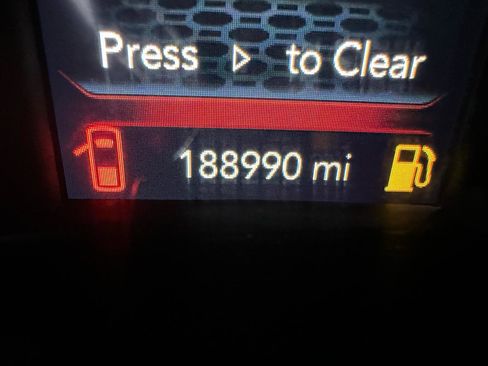 Press ▷ to Clear
188990 mi